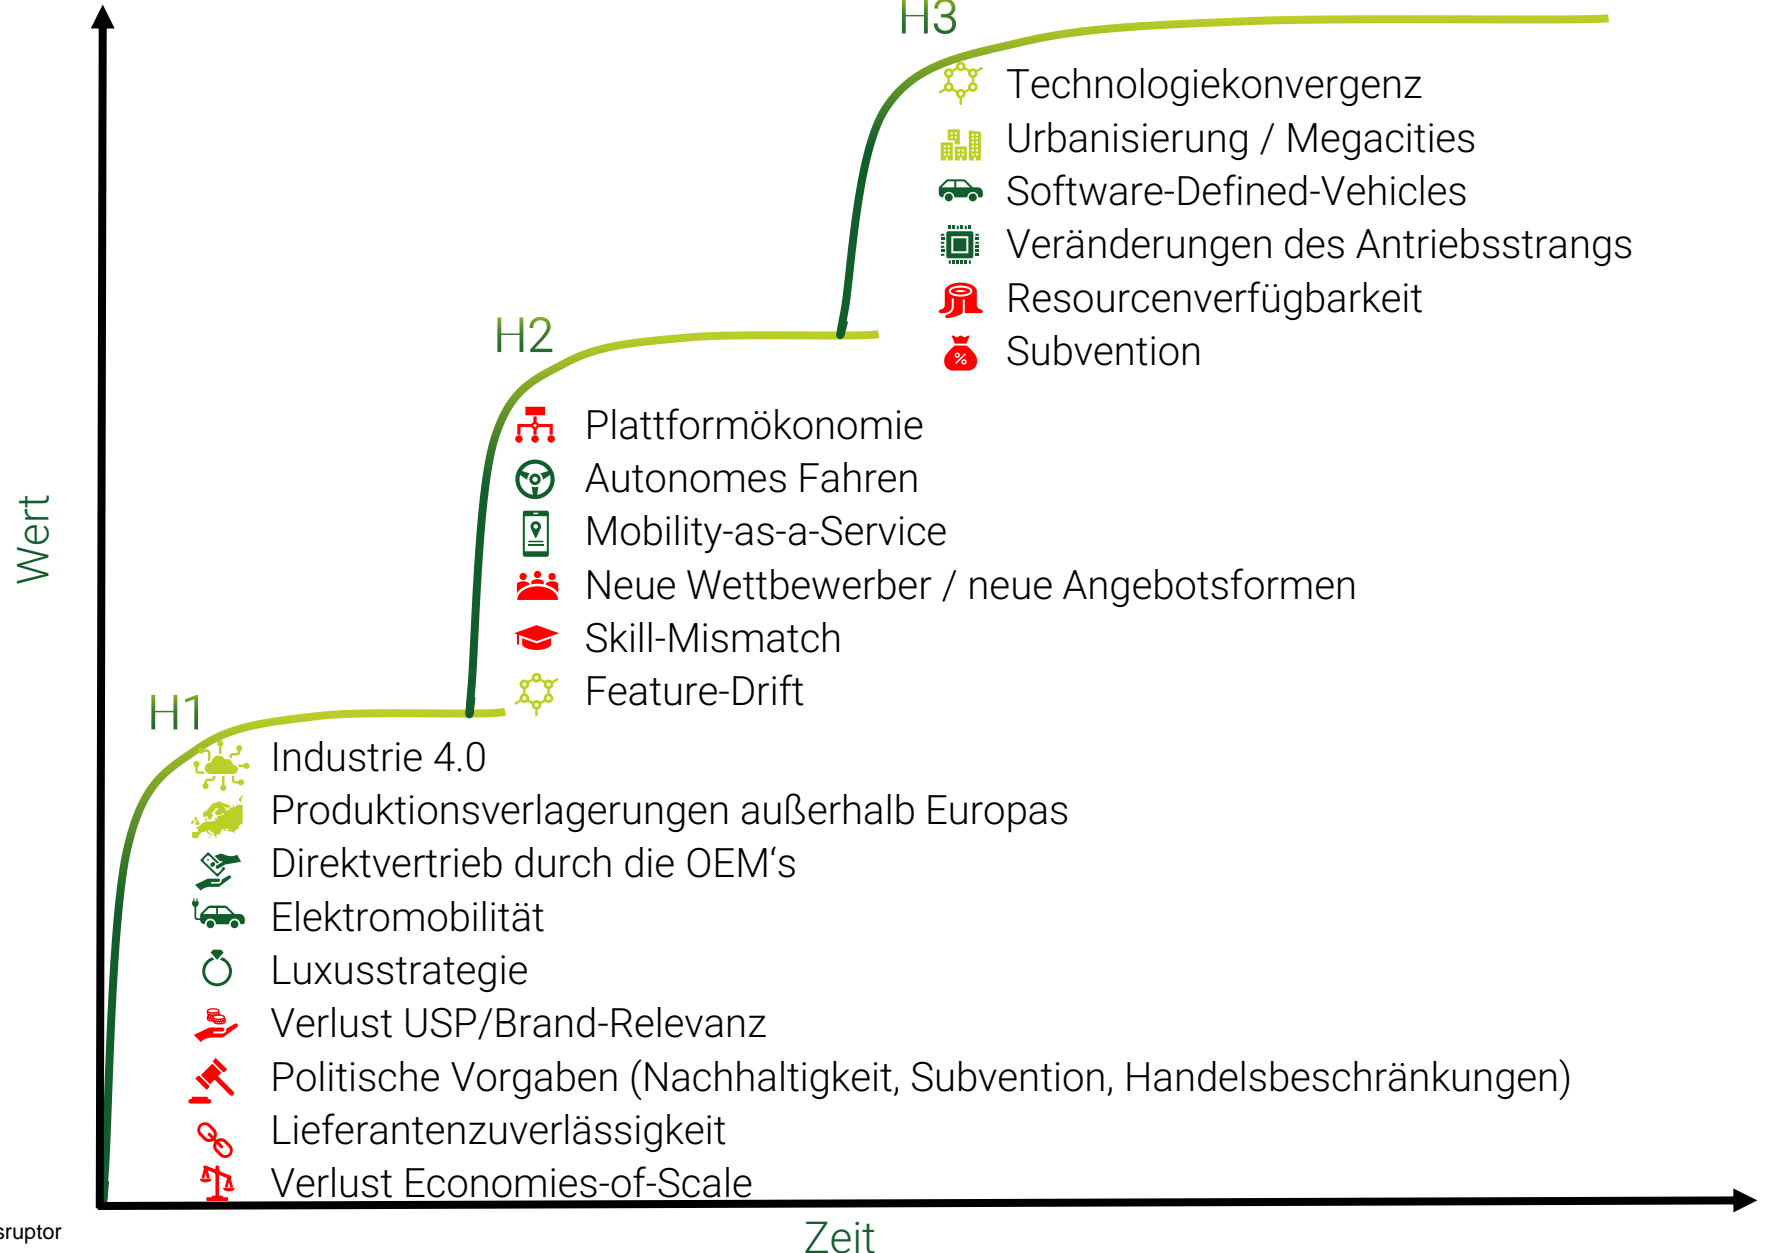 H3
Technologiekonvergenz
Urbanisierung / Megacities
Software-Defined-Vehicles
Veränderungen des Antriebsstrangs
Resourcenverfügbarkeit
%
Subvention
H2
Plattformökonomie
Autonomes Fahren
Mobility-as-a-Service
Neue Wettbewerber / neue Angebotsformen
Skill-Mismatch
Feature-Drift
Wert
H1
Industrie 4.0
Produktionsverlagerungen außerhalb Europas
Direktvertrieb durch die OEM‘s
Elektromobilität
Luxusstrategie
Verlust USP/Brand-Relevanz
Politische Vorgaben (Nachhaltigkeit, Subvention, Handelsbeschränkungen)
Lieferantenzuverlässigkeit
Verlust Economies-of-Scale
Zeit